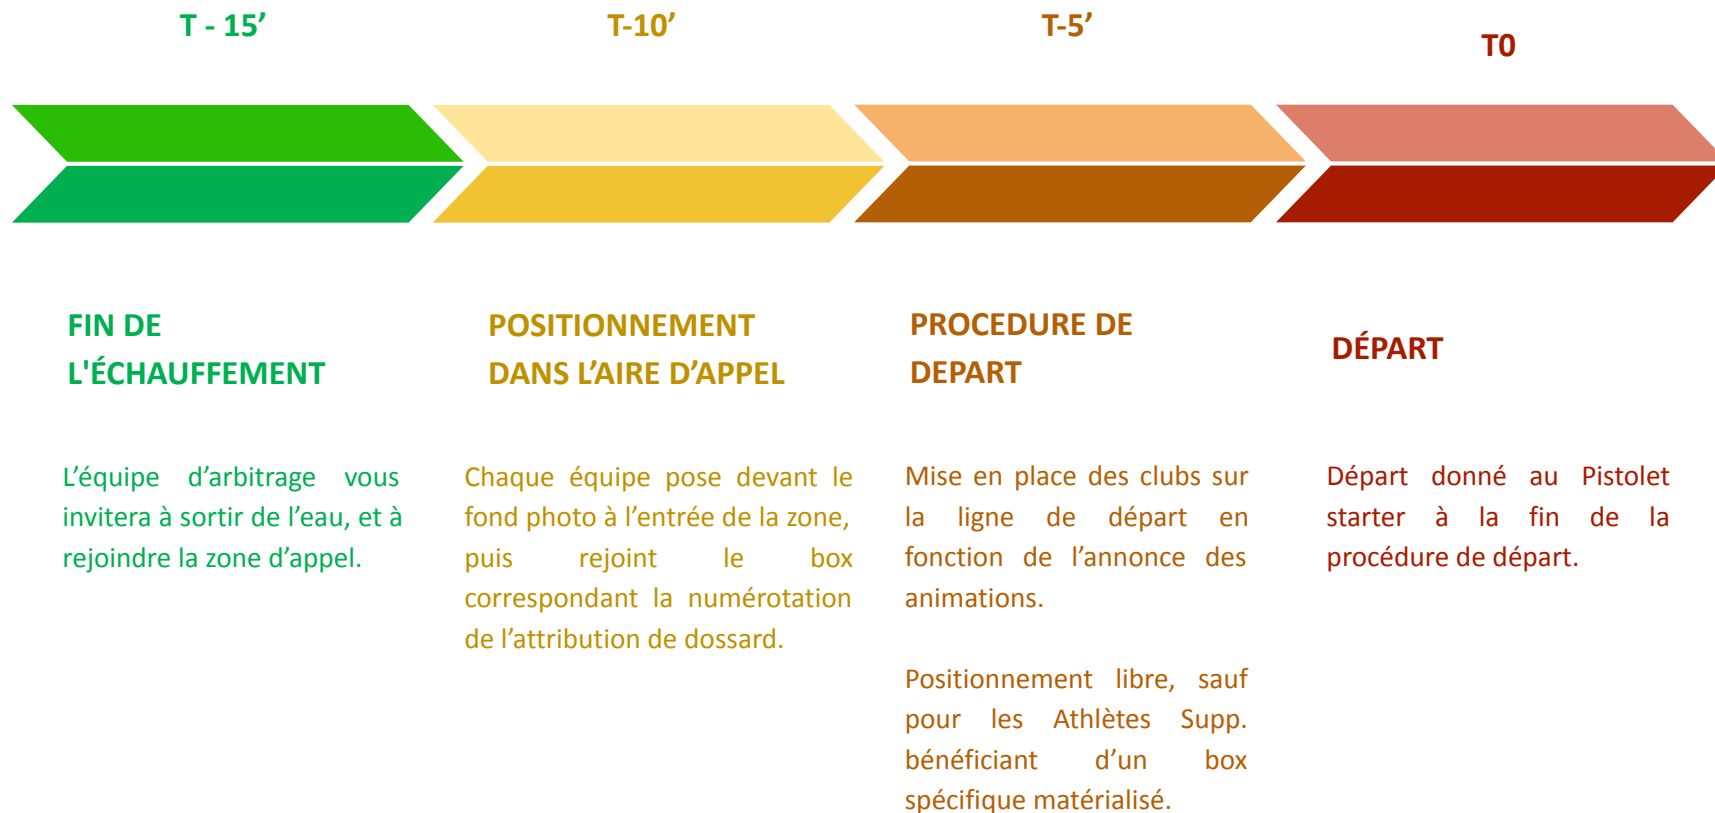 T - 15’
T-10’
T-5’
T0
FIN DE
L'ÉCHAUFFEMENT
L’équipe d’arbitrage vous
invitera à sortir de l’eau, et à
rejoindre la zone d’appel.
POSITIONNEMENT
DANS L’AIRE D’APPEL
Chaque équipe pose devant le
fond photo à l’entrée de la zone,
puis rejoint le box
correspondant la numérotation
de l’attribution de dossard.
PROCEDURE DE
DEPART
Mise en place des clubs sur
la ligne de départ en
fonction de l’annonce des
animations.
Positionnement libre, sauf
pour les Athlètes Supp.
bénéficiant d’un box
spécifique matérialisé.
DÉPART
Départ donné au Pistolet
starter à la fin de la
procédure de départ.